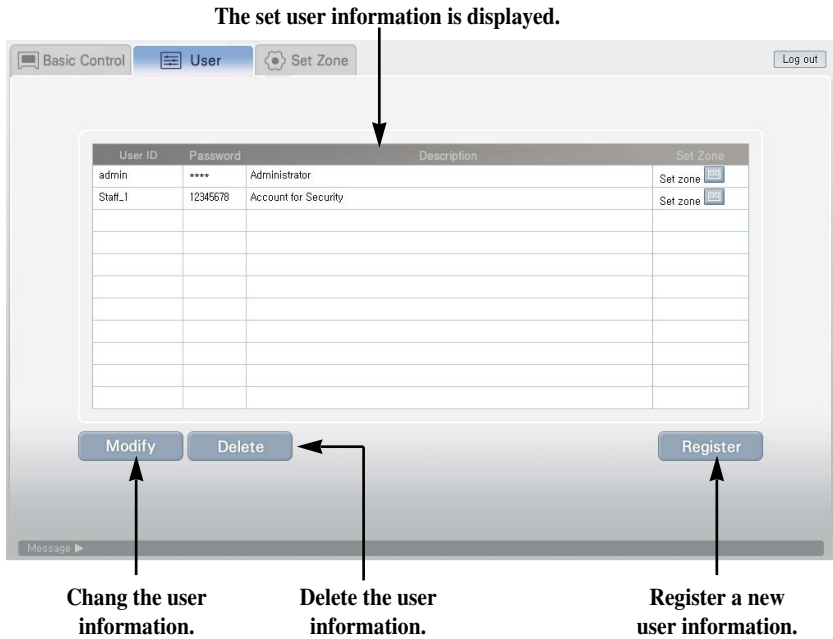 The set user information is displayed.
Basic Control
User
Set Zone
Log out
User ID Password Description Set Zone
admin **** Administrator Set zone
Staff_1 12345678 Account for Security Set zone
Modify
Delete
Register
Message
Chang the user
information.
Delete the user
information.
Register a new
user information.